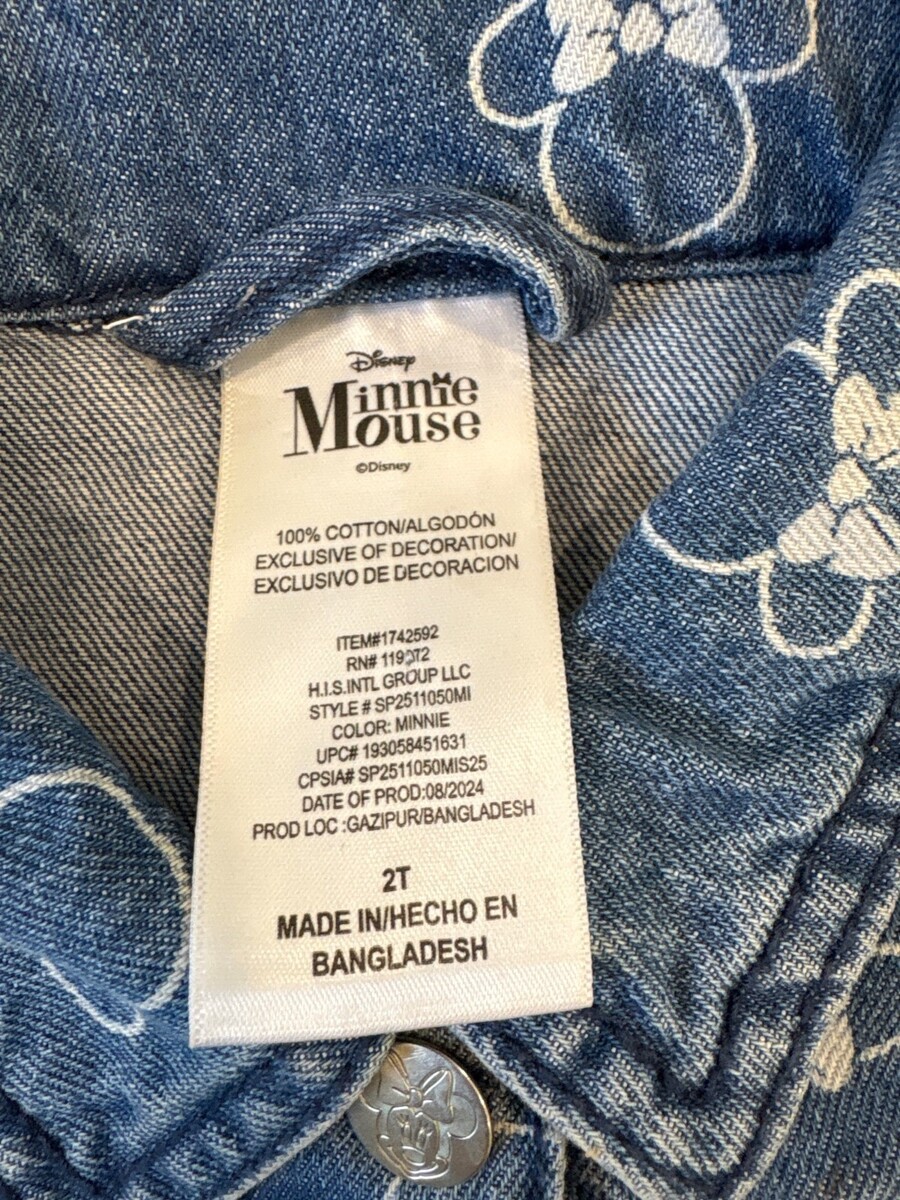 Disney
Minnie
Mouse
©Disney
100% COTTON/ALGODÓN
EXCLUSIVE OF DECORATION/
EXCLUSIVO DE DECORACION
ITEM#1742592
RN#
H.I.S.INTL GROUP LLC
STYLE # SP2511050MI
COLOR: MINNIE
UPC# 193058451631
CPSIA# SP2511050MIS25
DATE OF PROD:08/2024
PROD LOC :GAZIPUR/BANGLADESH
2T
MADE IN/HECHO EN
BANGLADESH